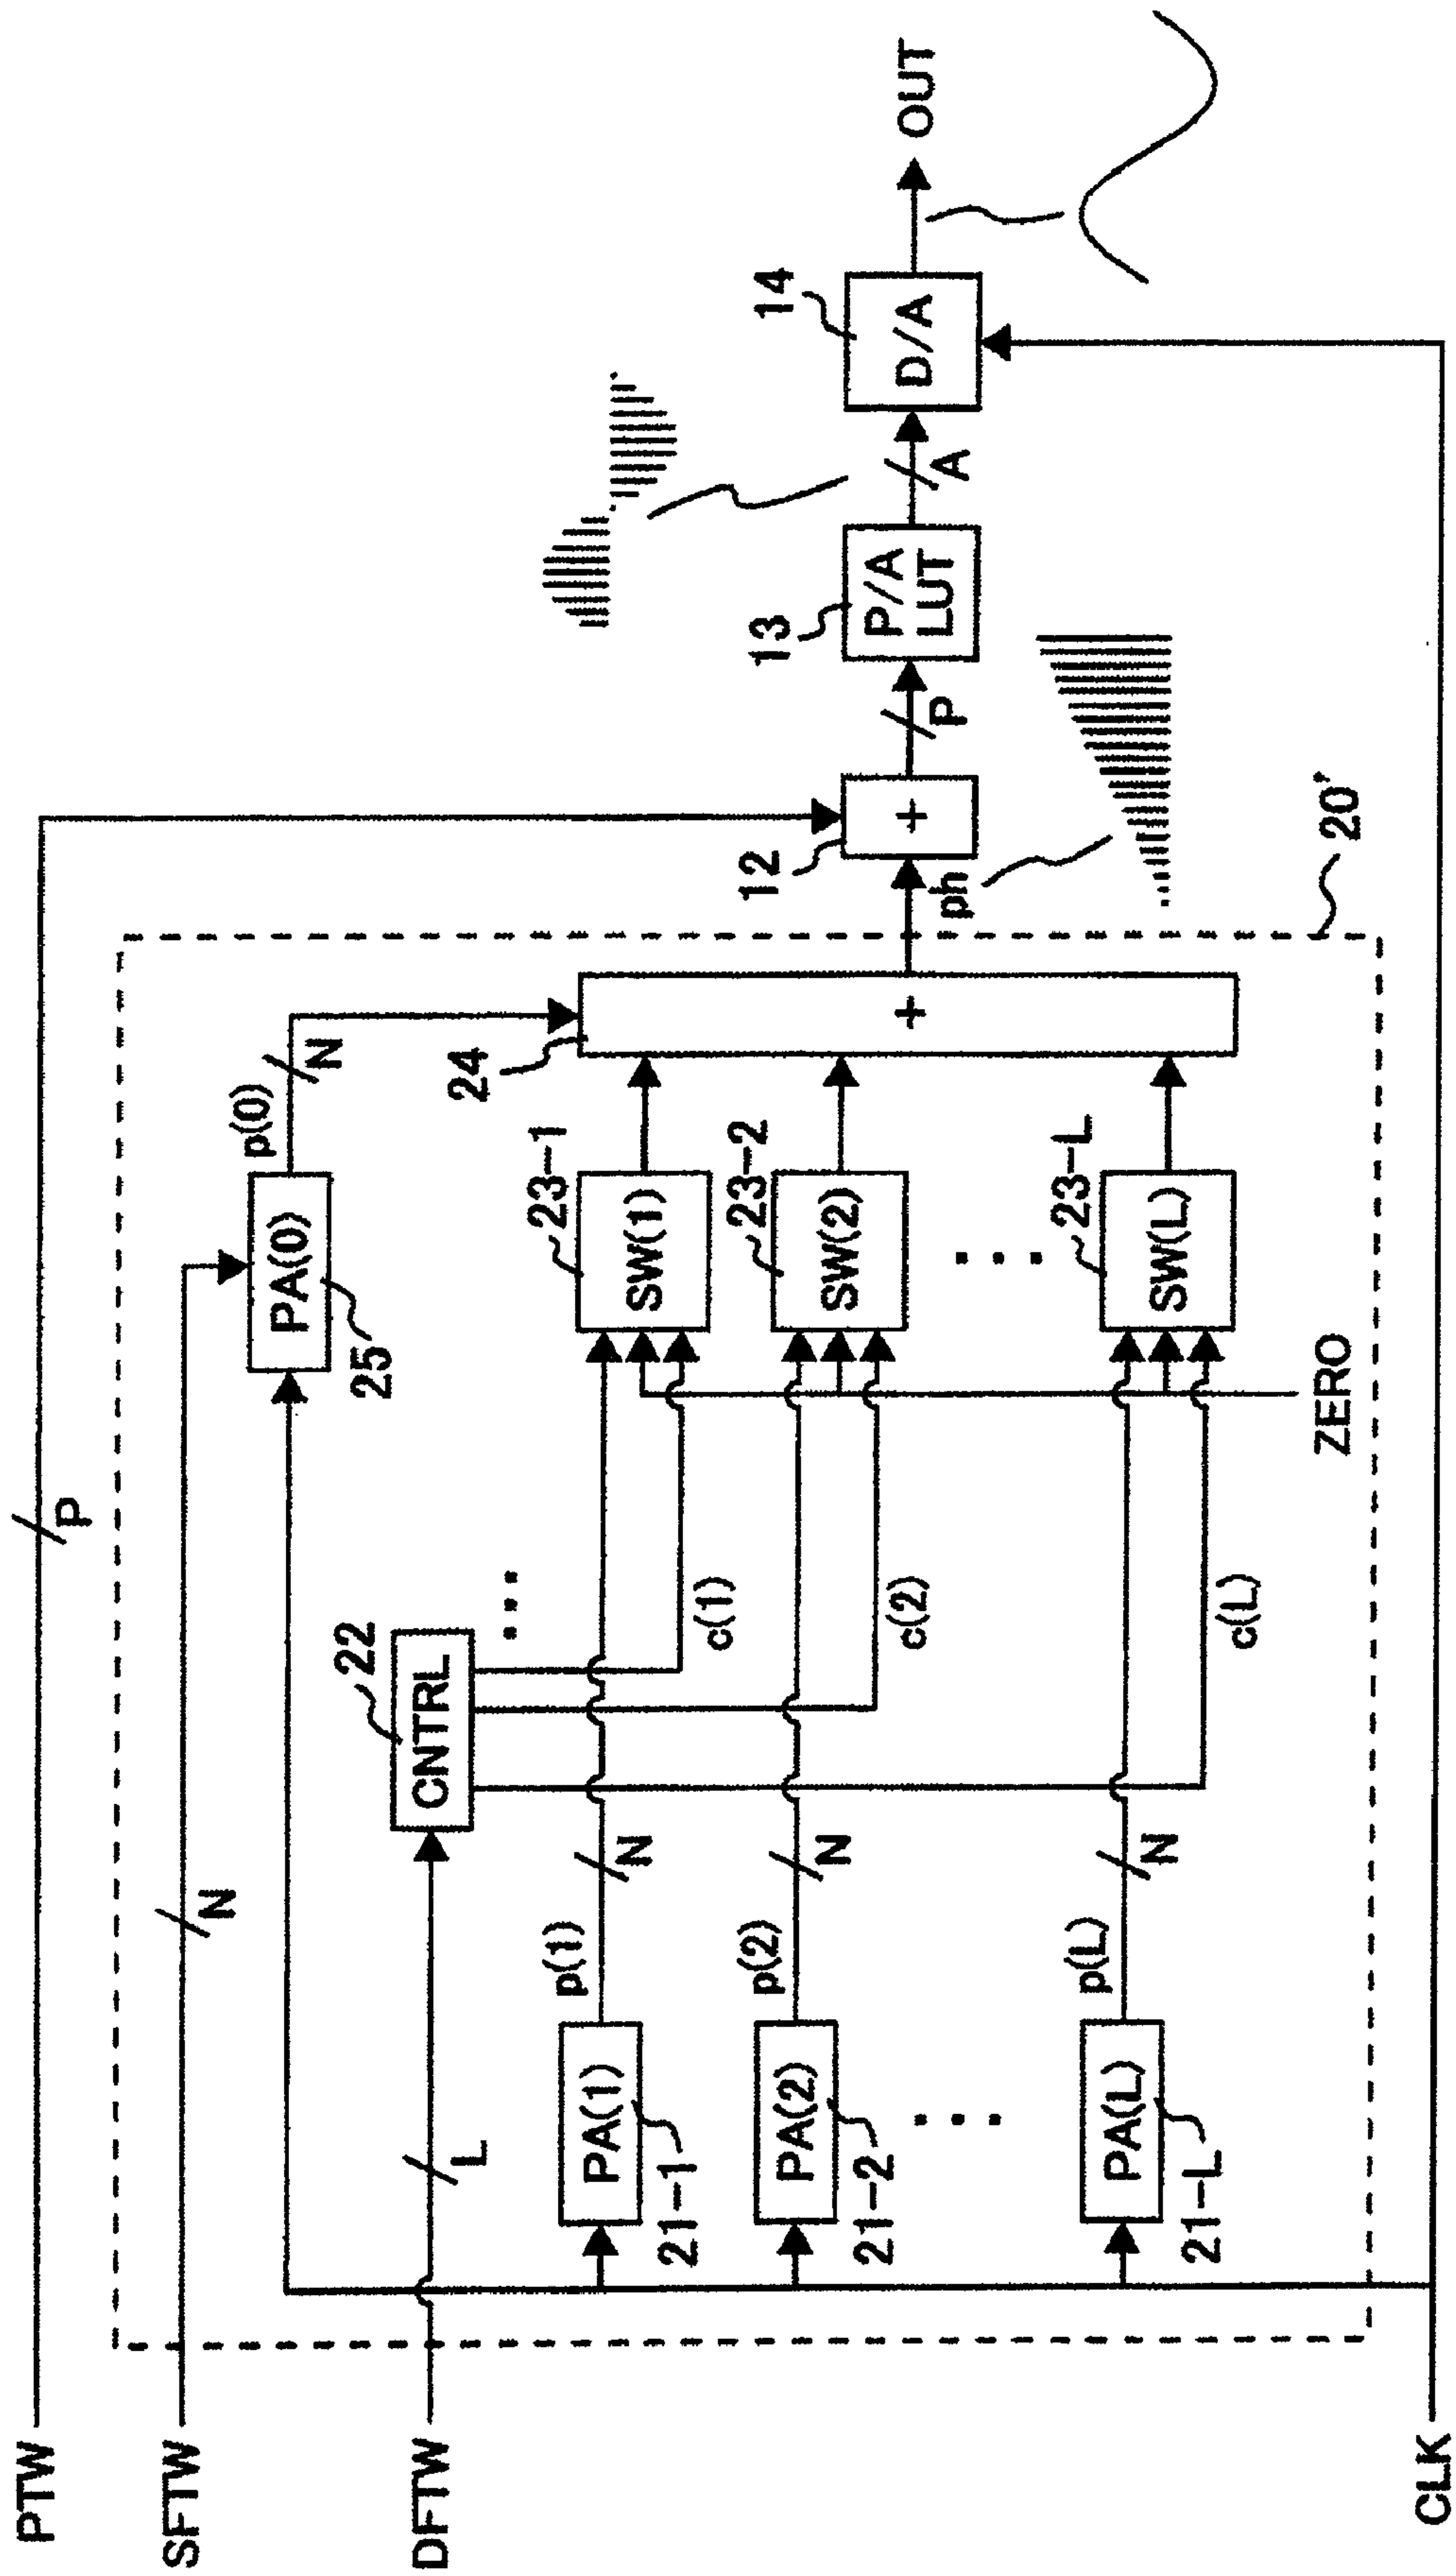 PTW
SFTW
DFTW
CLK
P
N
L
PA(0)
25
p(0)
N
CNTRL
22
PA(1)
21-1
p(1)
N
c(1)
SW(1)
23-1
PA(2)
21-2
p(2)
N
c(2)
SW(2)
23-2
PA(L)
21-L
p(L)
N
c(L)
SW(L)
23-L
ZERO
24
+
20'
ph
12
+
P
13
P/A
LUT
A
14
D/A
OUT